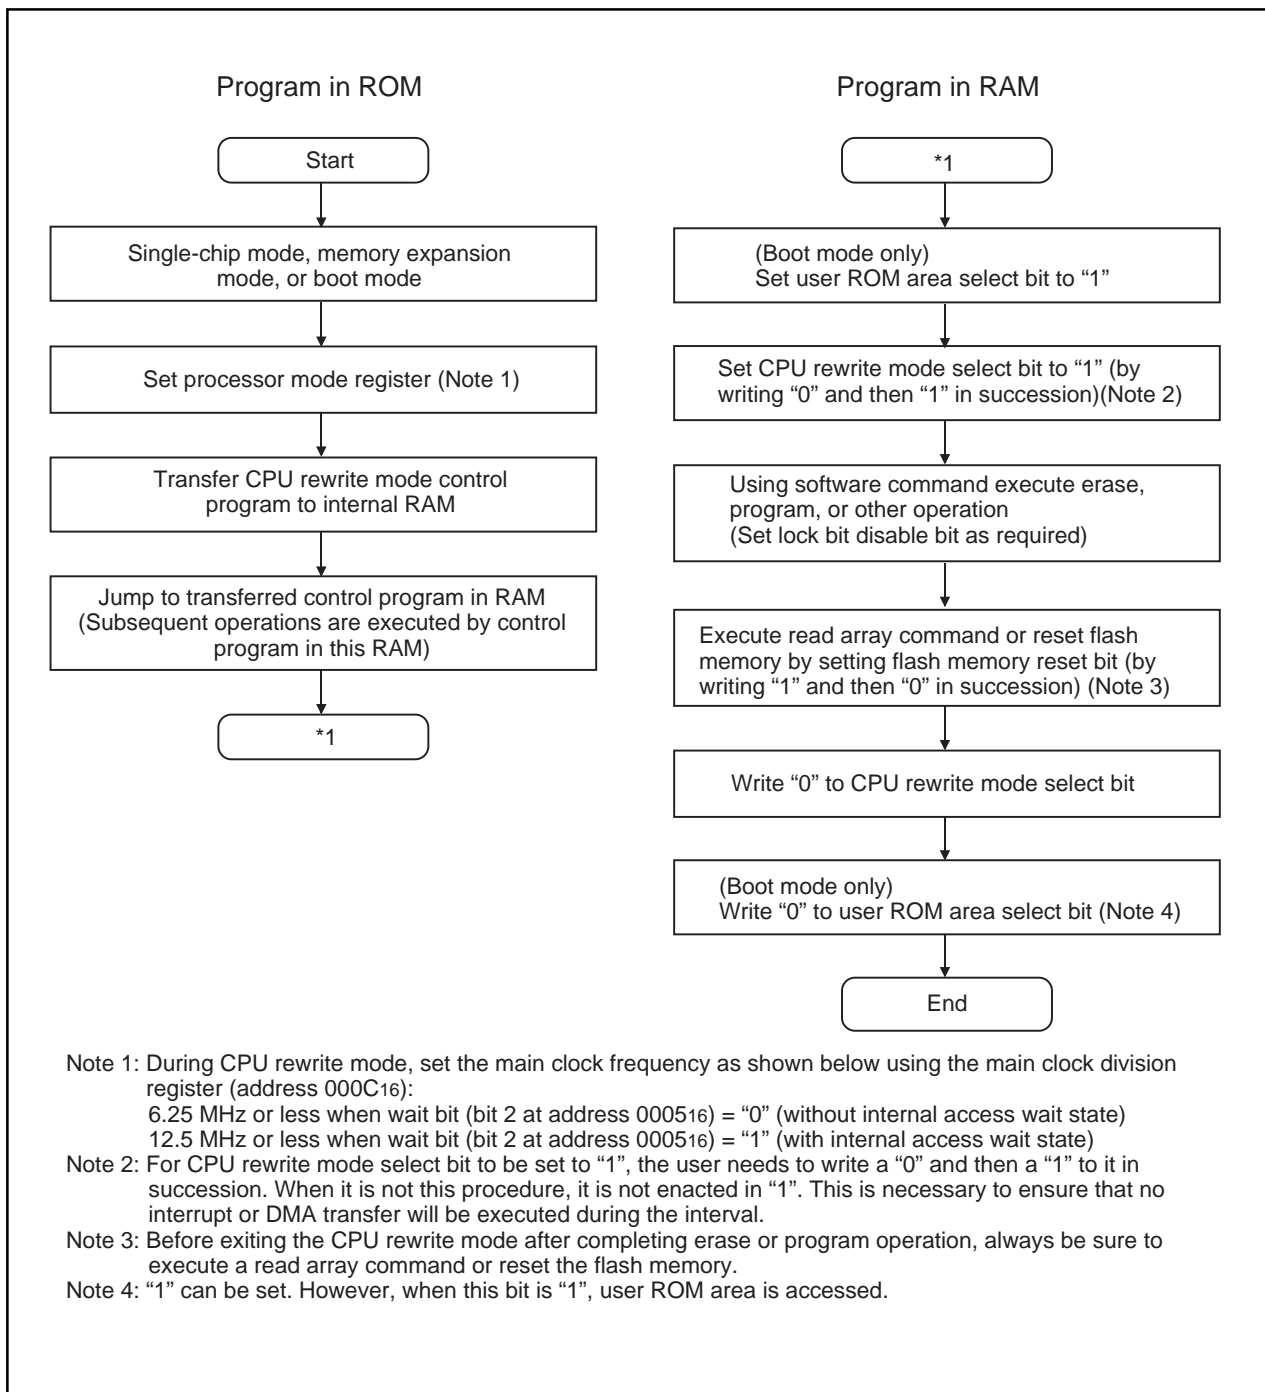 Program in ROM
Start
Single-chip mode, memory expansion
mode, or boot mode
Set processor mode register (Note 1)
Transfer CPU rewrite mode control
program to internal RAM
Jump to transferred control program in RAM
(Subsequent operations are executed by control
program in this RAM)
*1
Program in RAM
*1
(Boot mode only)
Set user ROM area select bit to “1”
Set CPU rewrite mode select bit to “1” (by
writing “0” and then “1” in succession)(Note 2)
Using software command execute erase,
program, or other operation
(Set lock bit disable bit as required)
Execute read array command or reset flash
memory by setting flash memory reset bit (by
writing “1” and then “0” in succession) (Note 3)
Write “0” to CPU rewrite mode select bit
(Boot mode only)
Write “0” to user ROM area select bit (Note 4)
End
Note 1: During CPU rewrite mode, set the main clock frequency as shown below using the main clock division
register (address 000C16):
6.25 MHz or less when wait bit (bit 2 at address 000516) = “0” (without internal access wait state)
12.5 MHz or less when wait bit (bit 2 at address 000516) = “1” (with internal access wait state)
Note 2: For CPU rewrite mode select bit to be set to “1”, the user needs to write a “0” and then a “1” to it in
succession. When it is not this procedure, it is not enacted in “1”. This is necessary to ensure that no
interrupt or DMA transfer will be executed during the interval.
Note 3: Before exiting the CPU rewrite mode after completing erase or program operation, always be sure to
execute a read array command or reset the flash memory.
Note 4: “1” can be set. However, when this bit is “1”, user ROM area is accessed.